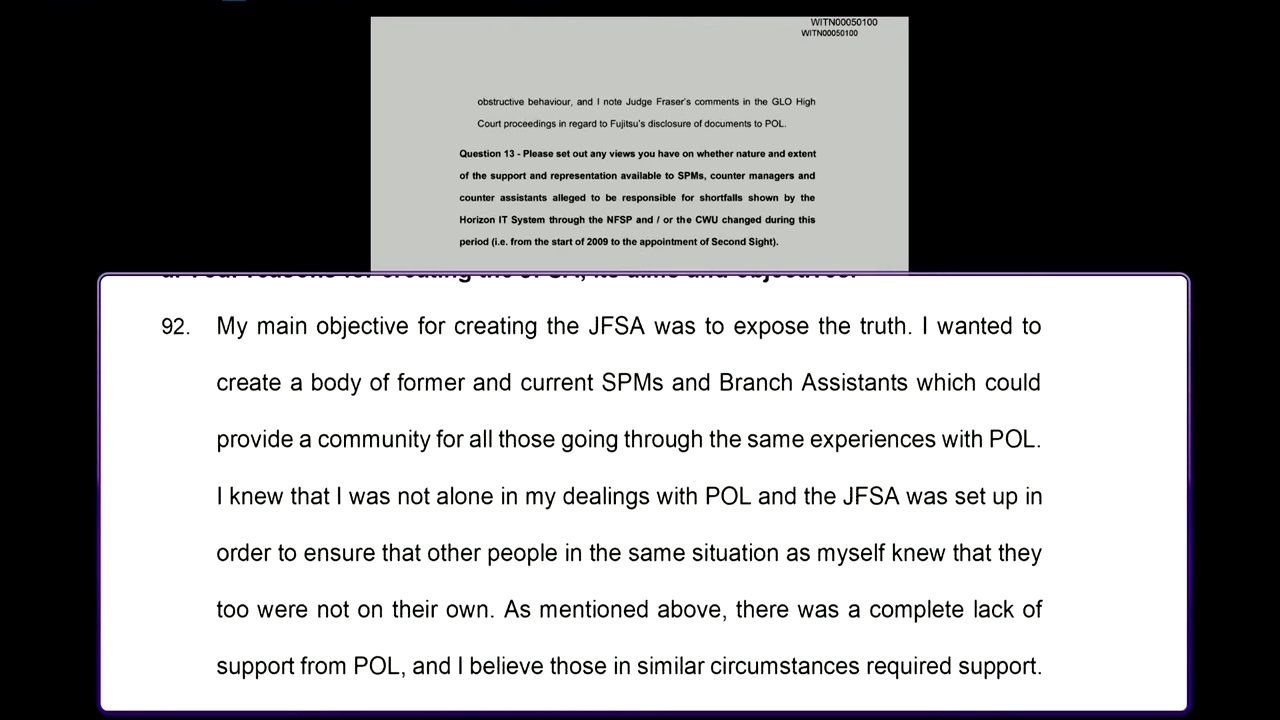 WITN00050100
WITN00050100
obstructive behaviour, and I note Judge Fraser's comments in the GLO High
Court proceedings in regard to Fujitsu's disclosure of documents to POL.
Question 13 - Please set out any views you have on whether nature and extent
of the support and representation available to SPMs, counter managers and
counter assistants alleged to be responsible for shortfalls shown by the
Horizon IT System through the NFSP and / or the CWU changed during this
period (i.e. from the start of 2009 to the appointment of Second Sight).
92. My main objective for creating the JFSA was to expose the truth. I wanted to
create a body of former and current SPMs and Branch Assistants which could
provide a community for all those going through the same experiences with POL.
I knew that I was not alone in my dealings with POL and the JFSA was set up in
order to ensure that other people in the same situation as myself knew that they
too were not on their own. As mentioned above, there was a complete lack of
support from POL, and I believe those in similar circumstances required support.